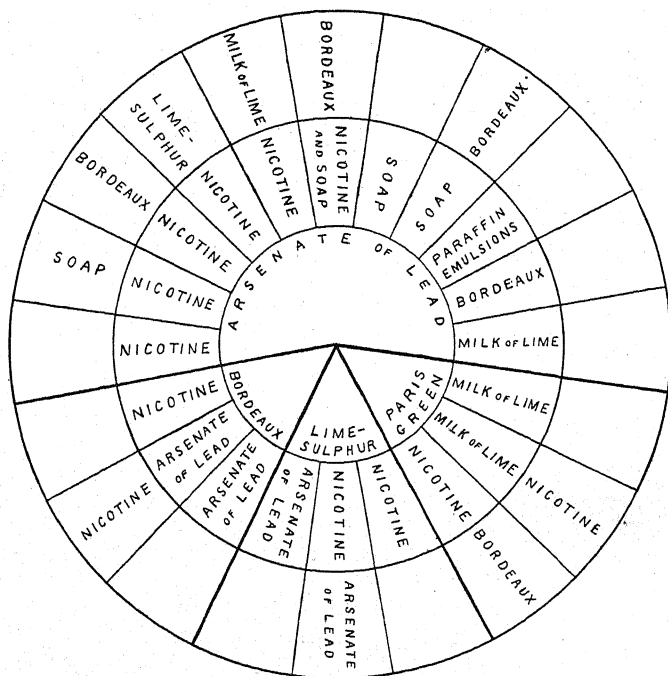 BORDEAUX
MILK OF LIME
BORDEAUX
LIME-
SULPHUR
BORDEAUX
SOAP
NICOTINE
AND SOAP
NICOTINE
SOAP
SOAP
NICOTINE
PARAFFIN
EMULSIONS
NICOTINE
BORDEAUX
NICOTINE
MILK OF LIME
NICOTINE
ARSENATE OF LEAD
NICOTINE
BORDEAUX
LIME-
SULPHUR
PARIS
GREEN
MILK OF LIME
ARSENATE
OF LEAD
MILK OF LIME
ARSENATE
OF LEAD
ARSENATE
OF LEAD
NICOTINE
NICOTINE
NICOTINE
NICOTINE
NICOTINE
BORDEAUX
ARSENATE
OF LEAD